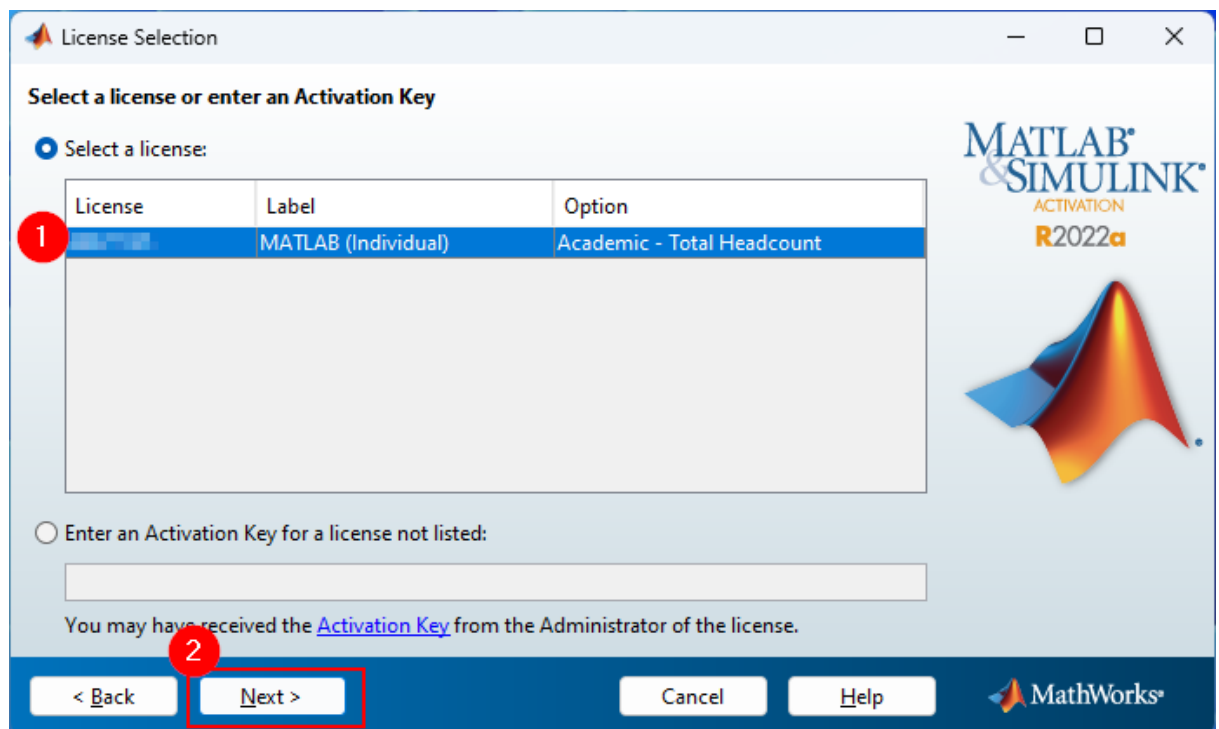 License Selection
Select a license or enter an Activation Key
Select a license:
License Label Option
1
MATLAB (Individual) Academic - Total Headcount
MATLAB®
&SIMULINK®
ACTIVATION
R2022a
Enter an Activation Key for a license not listed:
You may have received the Activation Key from the Administrator of the license.
2
< Back Next > Cancel Help MathWorks®